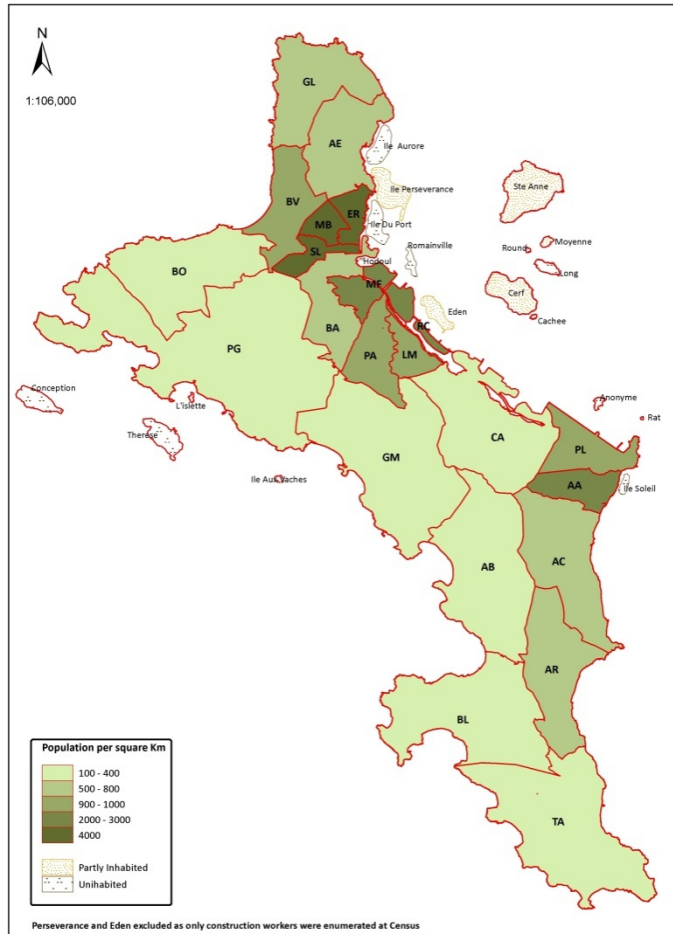 N
1:106,000
GL
AE
Ile Aurore
Ile Perseverance
Ste Anne
BV
ER
MB
Ile Du Port
SL
Romainville
Round
Moyenne
Hodoul
Long
BO
MF
Cerf
Eden
Cachee
BA
RC
PG
PA
LM
Conception
L'islette
Anonyme
Rat
Therese
CA
PL
GM
Ile Aux Vaches
AA
Ile Soleil
AB
AC
AR
BL
TA
Population per square Km
100 - 400
500 - 800
900 - 1000
2000 - 3000
4000
Partly Inhabited
Unihabited
Perseverance and Eden excluded as only construction workers were enumerated at Census